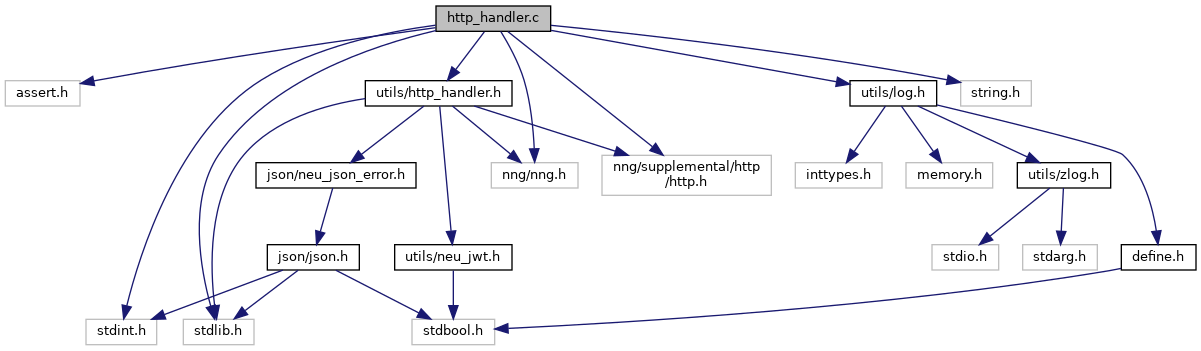 http_handler.c
assert.h
utils/http_handler.h
utils/log.h
string.h
json/neu_json_error.h
nng/nng.h
nng/supplemental/http
/http.h
inttypes.h
memory.h
utils/zlog.h
json/json.h
utils/neu_jwt.h
stdio.h
stdarg.h
define.h
stdint.h
stdlib.h
stdbool.h